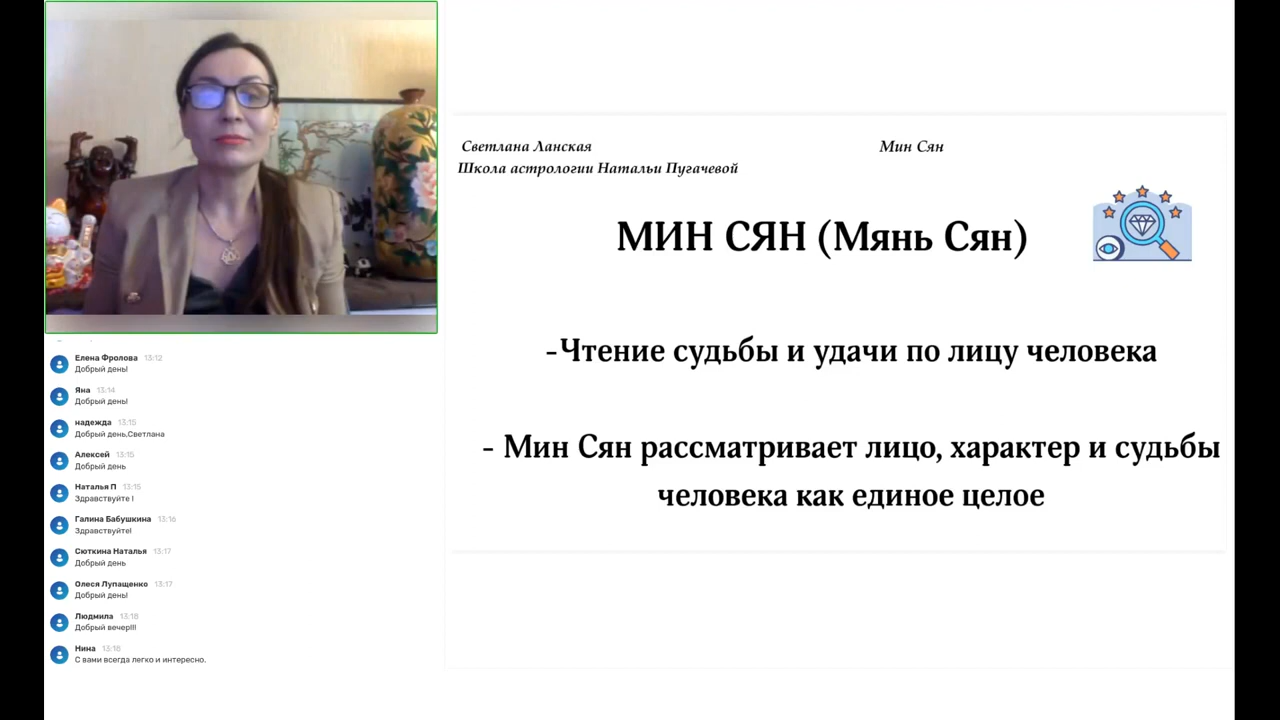 Светлана Ланская
Мин Сян
Школа астрологии Натальи Пугачевой
МИН СЯН (Мянь Сян)
-Чтение судьбы и удачи по лицу человека
- Мин Сян рассматривает лицо, характер и судьбы
человека как единое целое
Елена Фролова 13:12
Добрый день!
Яна 13:14
Добрый день!
надежда 13:15
Добрый день,Светлана
Алексей 13:15
Добрый день
Наталья П 13:15
Здравствуйте !
Галина Бабушкина 13:16
Здравствуйте!
Сюткина Наталья 13:17
Добрый день
Олеся Лупащенко 13:17
Добрый день!
Людмила 13:18
Добрый вечер!!!
Нина 13:18
С вами всегда легко и интересно.